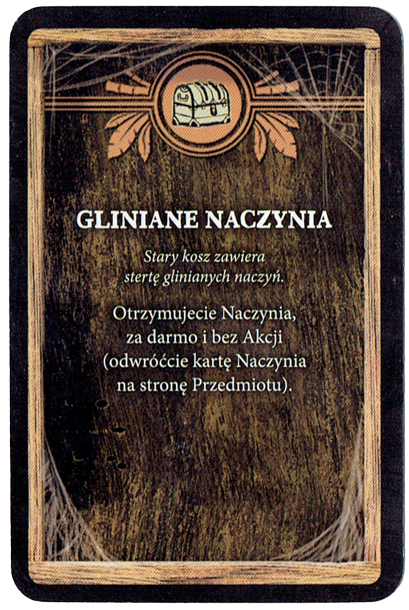 GLINIANE NACZYNIA
Stary kosz zawiera
stertę glinianych naczyń.
Otrzymujecie Naczynia,
za darmo i bez Akcji
(odwróćcie kartę Naczynia
na stronę Przedmiotu).